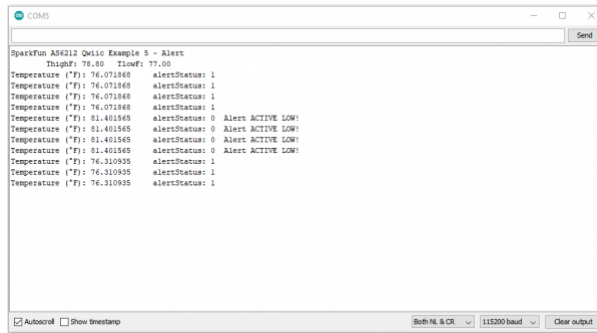 COM5
Send
SparkFun AS6212 Qwiic Example 5 - Alert
ThighF: 78.80 TlowF: 77.00
Temperature (°F): 76.071868 alertStatus: 1
Temperature (°F): 76.071868 alertStatus: 1
Temperature (°F): 76.071868 alertStatus: 1
Temperature (°F): 76.071868 alertStatus: 1
Temperature (°F): 81.401565 alertStatus: 0 Alert ACTIVE LOW!
Temperature (°F): 81.401565 alertStatus: 0 Alert ACTIVE LOW!
Temperature (°F): 81.401565 alertStatus: 0 Alert ACTIVE LOW!
Temperature (°F): 81.401565 alertStatus: 0 Alert ACTIVE LOW!
Temperature (°F): 76.310935 alertStatus: 1
Temperature (°F): 76.310935 alertStatus: 1
Temperature (°F): 76.310935 alertStatus: 1
Autoscroll Show timestamp Both NL & CR 115200 baud Clear output